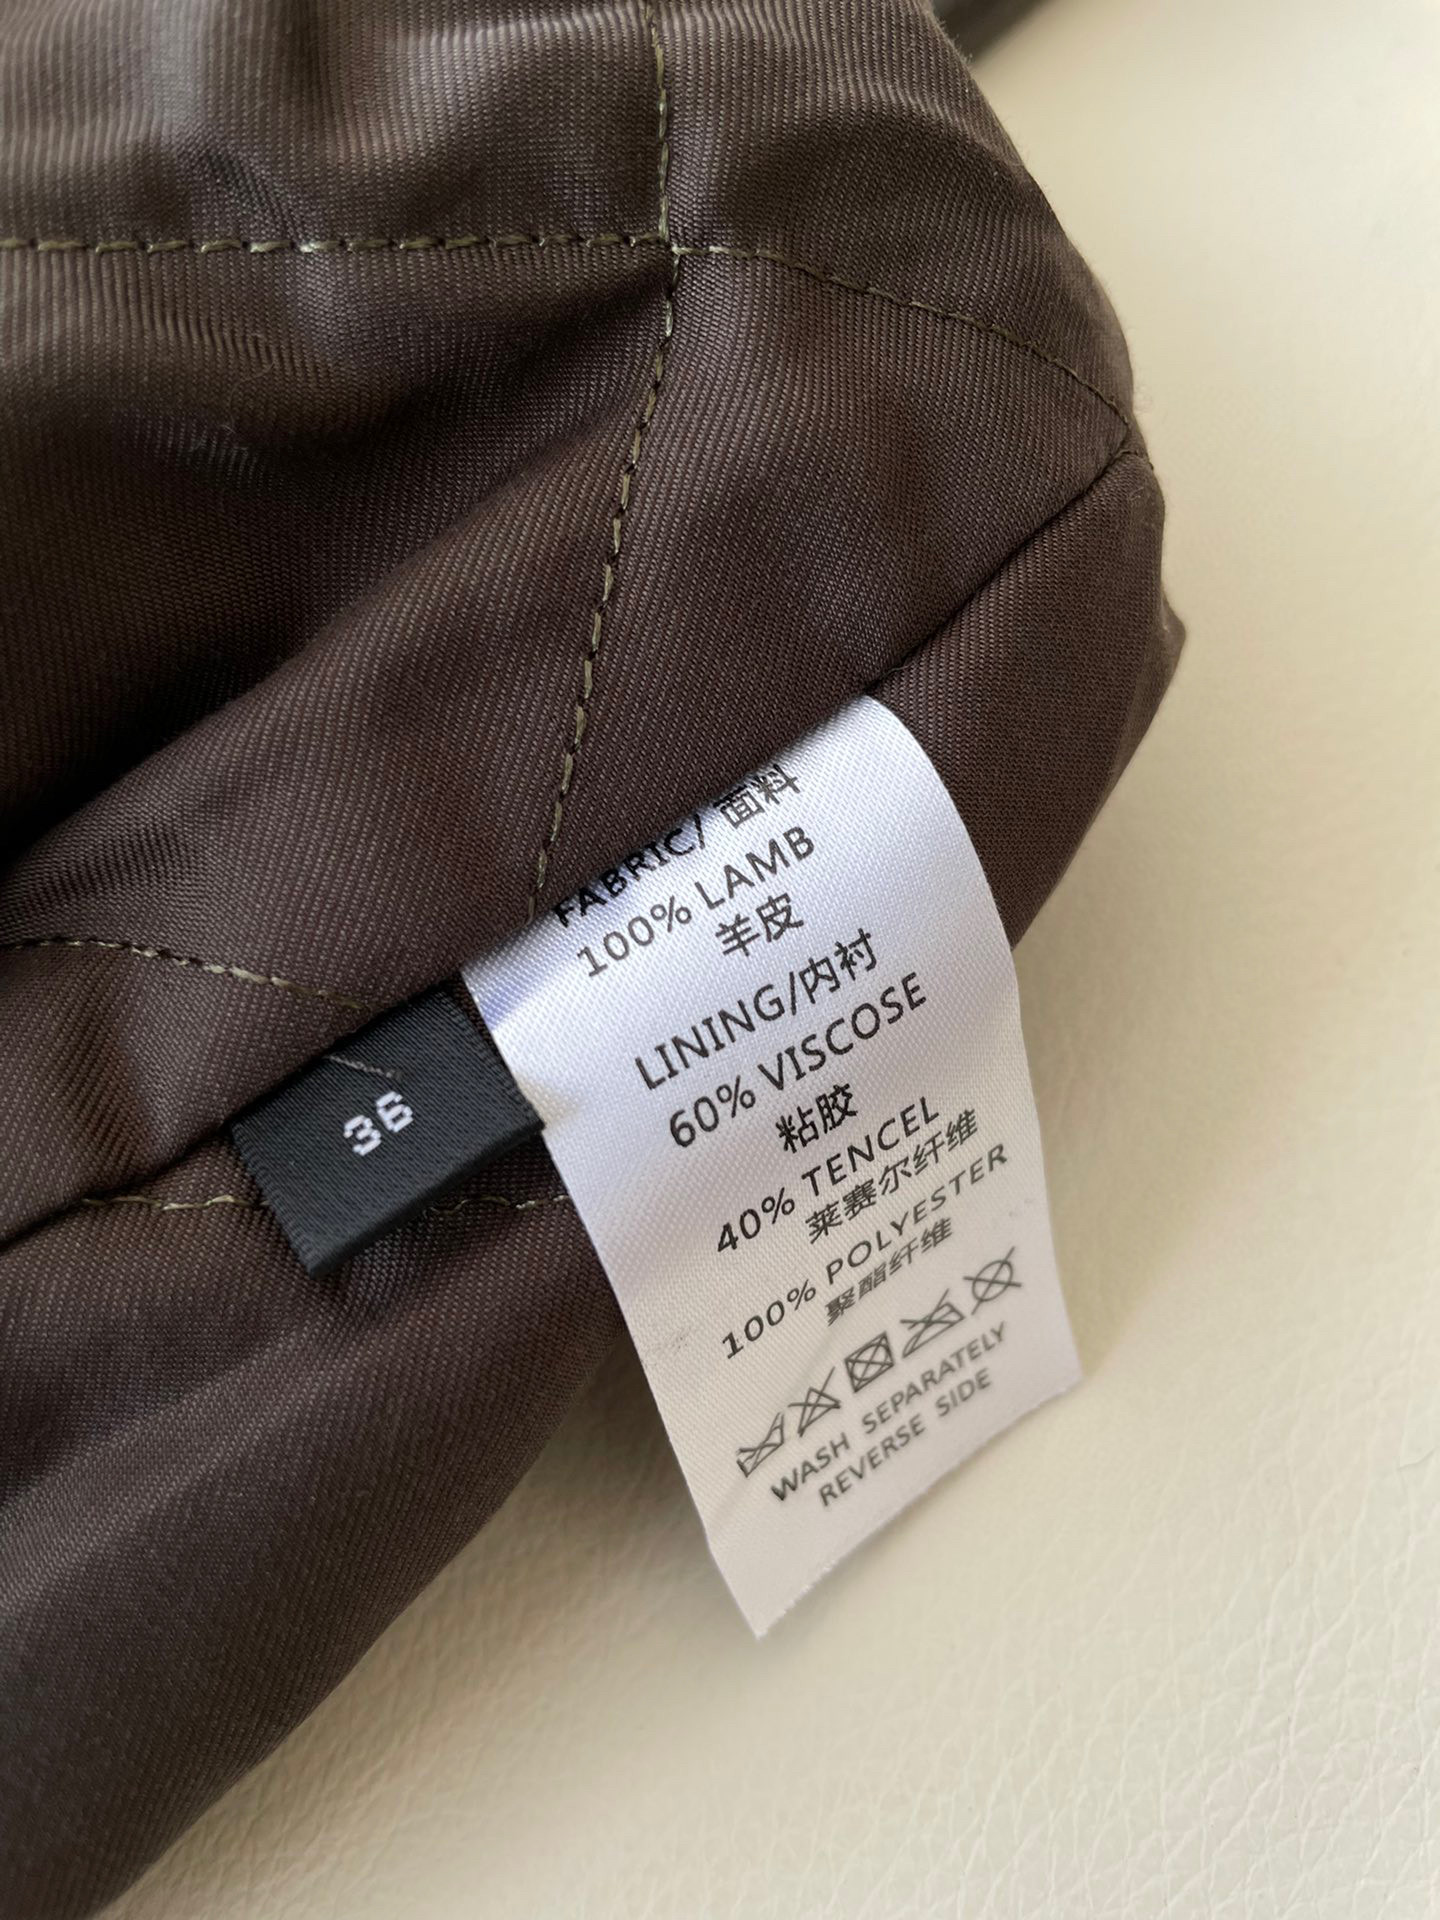 FABRIC/面料
100% LAMB
羊皮
LINING/内衬
60% VISCOSE
粘胶
40% TENCEL
莱赛尔纤维
100% POLYESTER
聚酯纤维
WASH SEPARATELY
REVERSE SIDE
36